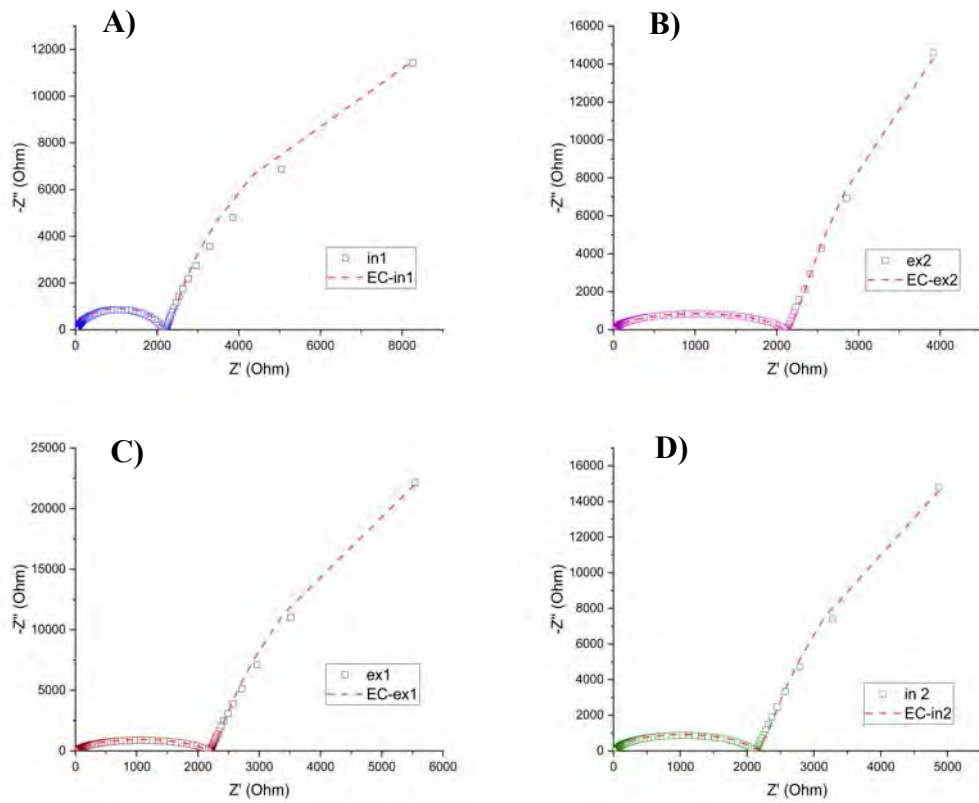 A)
12000
10000
8000
6000
4000
2000
0
-Z'' (Ohm)
in1
EC-in1
0 2000 4000 6000 8000
Z' (Ohm)
B)
16000
14000
12000
10000
8000
6000
4000
2000
0
-Z'' (Ohm)
ex2
EC-ex2
0 1000 2000 3000 4000
Z' (Ohm)
C)
25000
20000
15000
10000
5000
0
-Z'' (Ohm)
ex1
EC-ex1
0 1000 2000 3000 4000 5000 6000
Z' (Ohm)
D)
16000
14000
12000
10000
8000
6000
4000
2000
0
-Z'' (Ohm)
in 2
EC-in2
0 1000 2000 3000 4000 5000
Z' (Ohm)